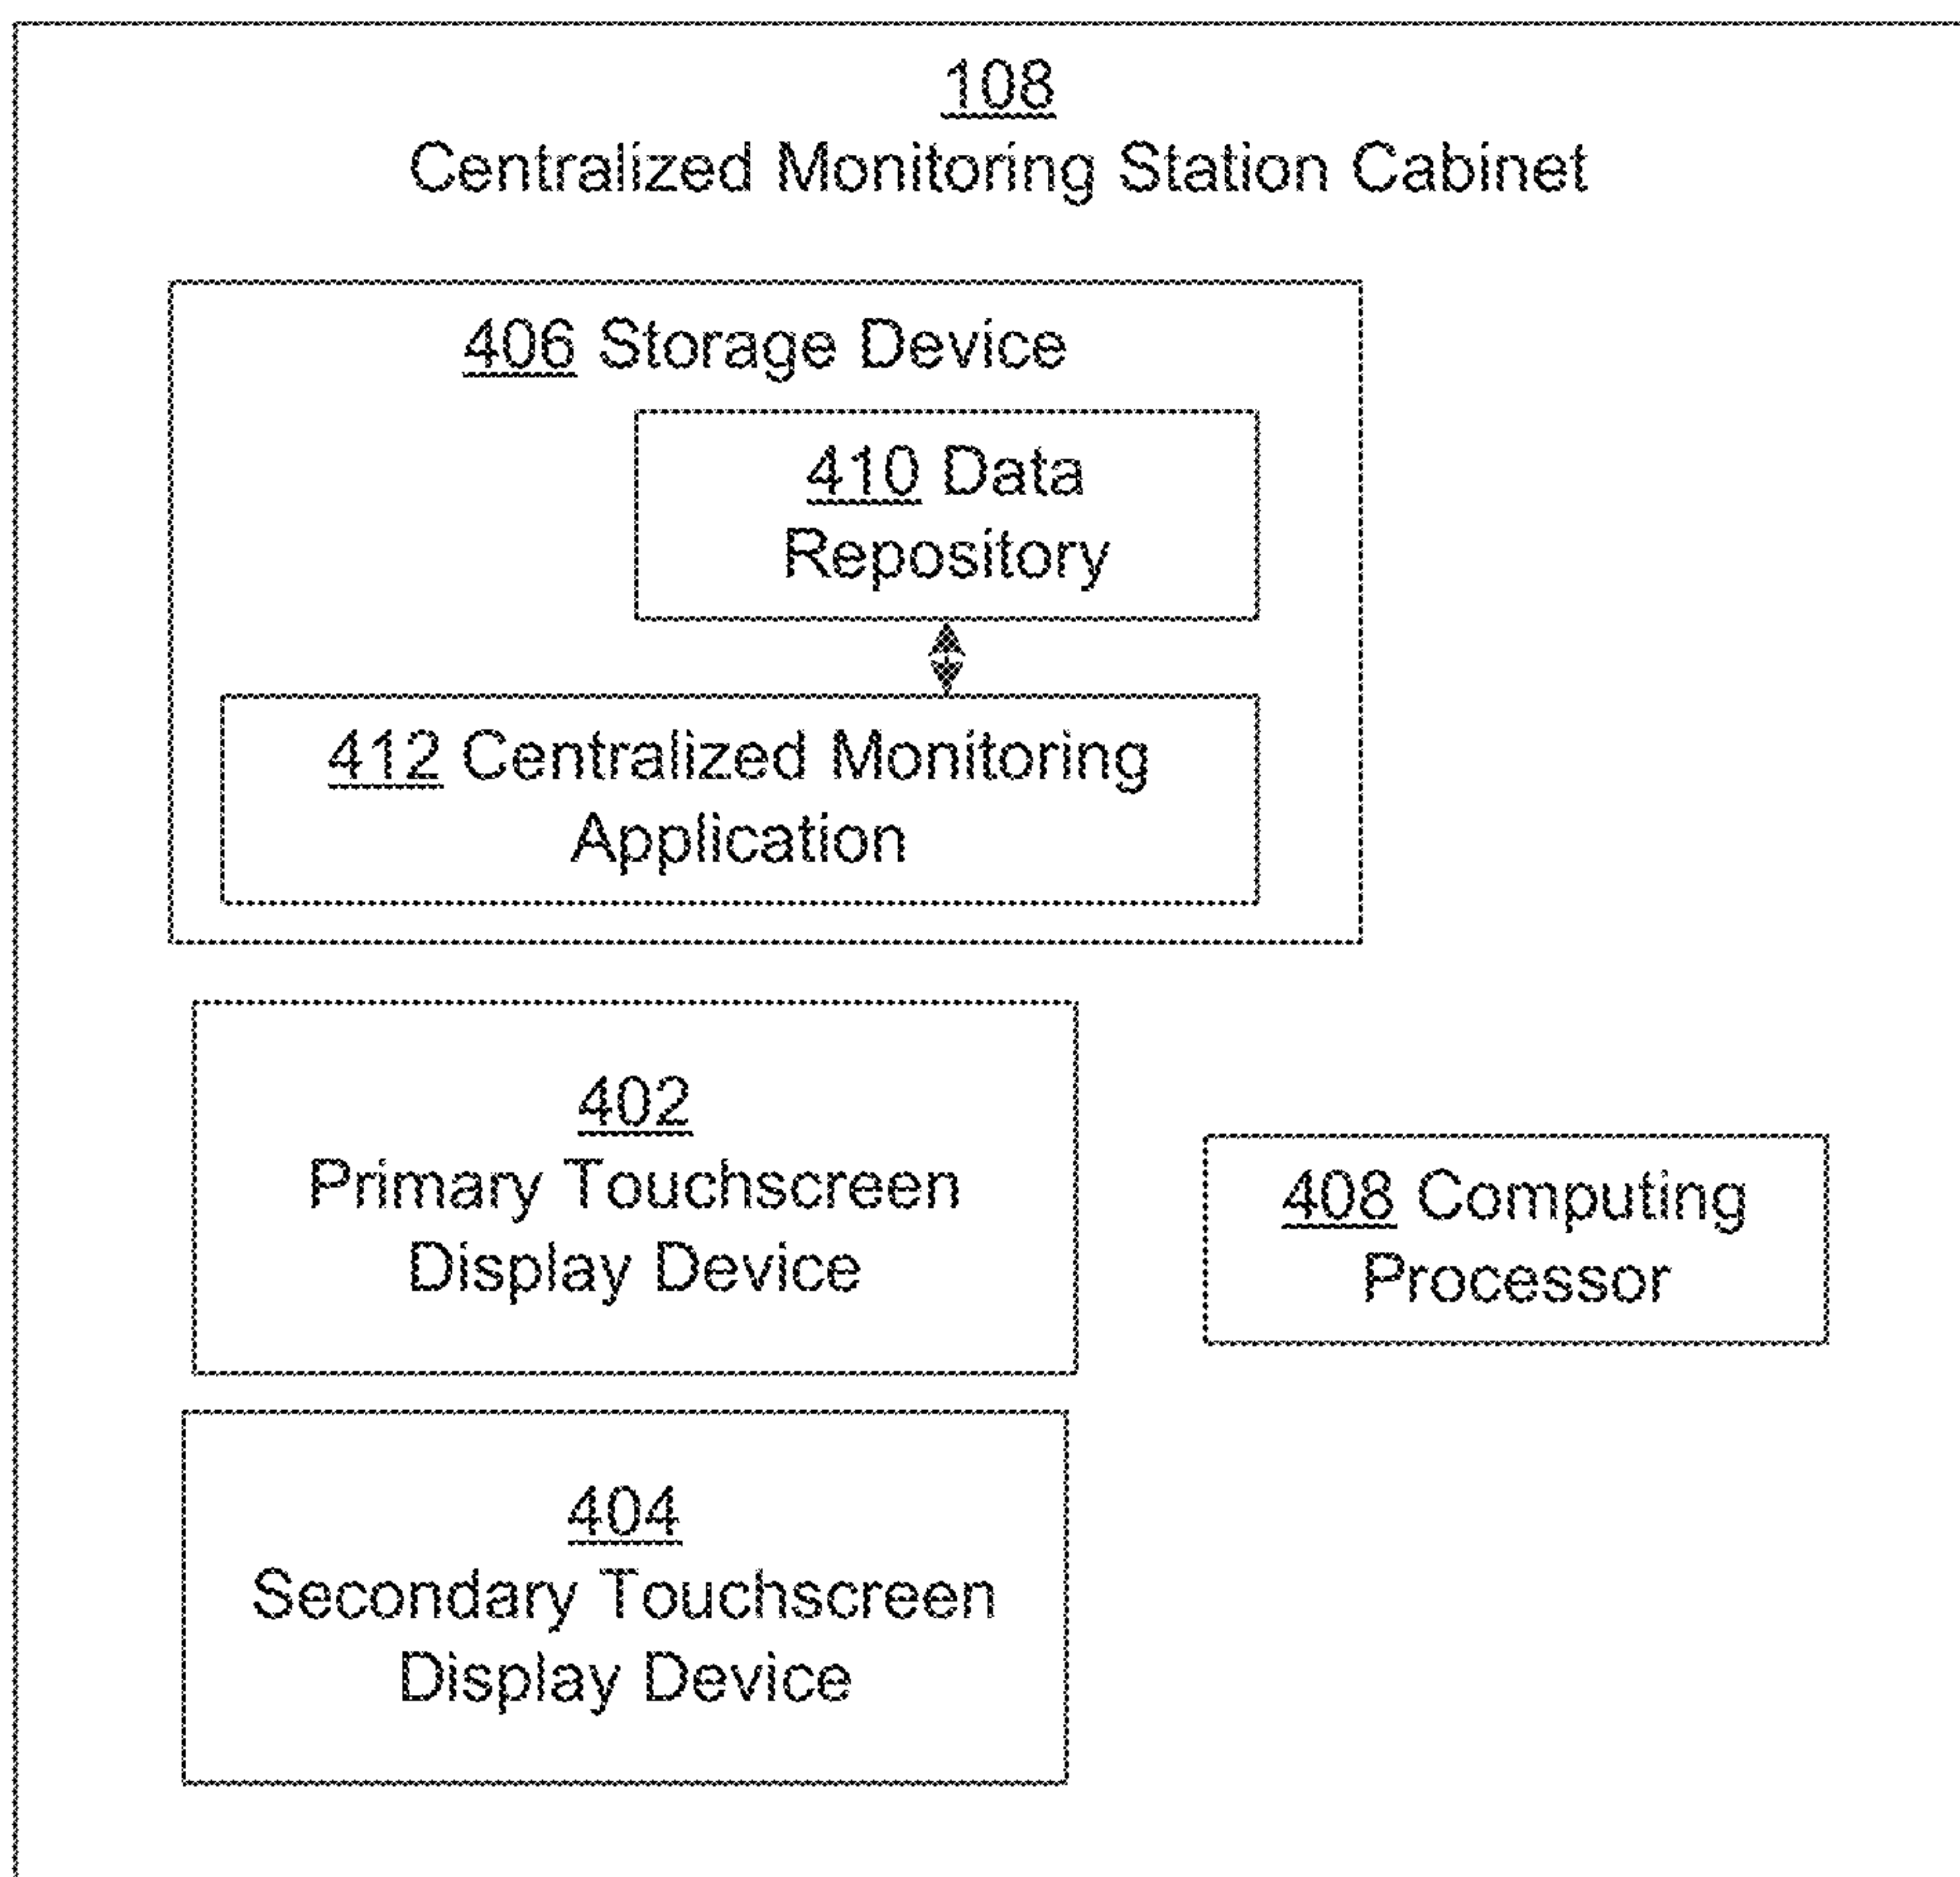 108
Centralized Monitoring Station Cabinet
406 Storage Device
410 Data
Repository
412 Centralized Monitoring
Application
402
Primary Touchscreen
Display Device
408 Computing
Processor
404
Secondary Touchscreen
Display Device